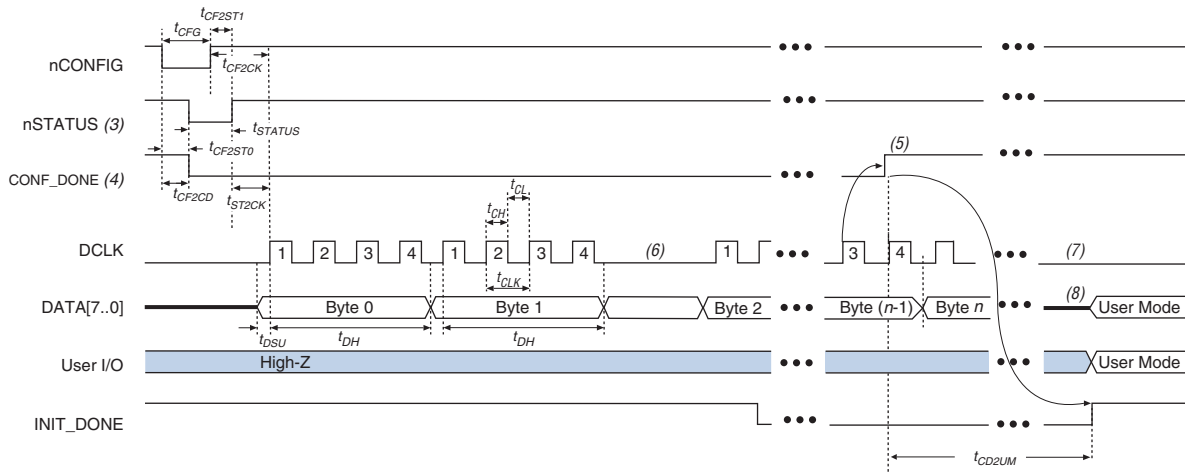 tCF2ST1
tCFG
nCONFIG
tCF2CK
nSTATUS (3)
tSTATUS
tCF2ST0
(5)
CONF_DONE (4)
tCF2CD
tST2CK
tCL
tCH
DCLK 1 2 3 4 1 2 3 4 (6) 1 3 4 (7)
tCLK
(8)
DATA[7..0] Byte 0 Byte 1 Byte 2 Byte (n-1) Byte n User Mode
tDSU tDH tDH
User I/O High-Z User Mode
INIT_DONE
tCD2UM